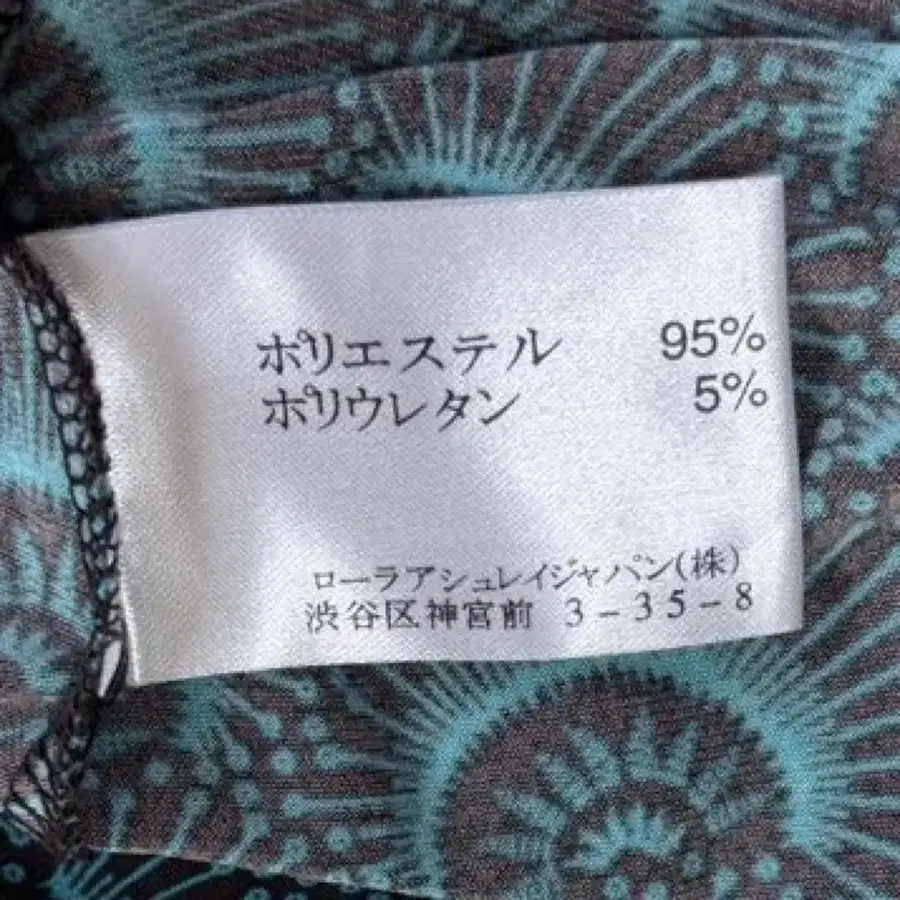 ポリエステル 95%
ポリウレタン 5%
ローラアシュレイジャパン(株)
渋谷区神宮前 3-35-8